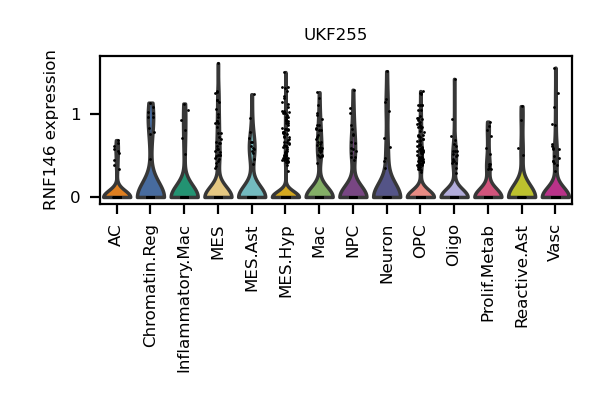 UKF255
RNF146 expression
1
0
AC
Chromatin.Reg
Inflammatory.Mac
MES
MES.Ast
MES.Hyp
Mac
NPC
Neuron
OPC
Oligo
Prolif.Metab
Reactive.Ast
Vasc